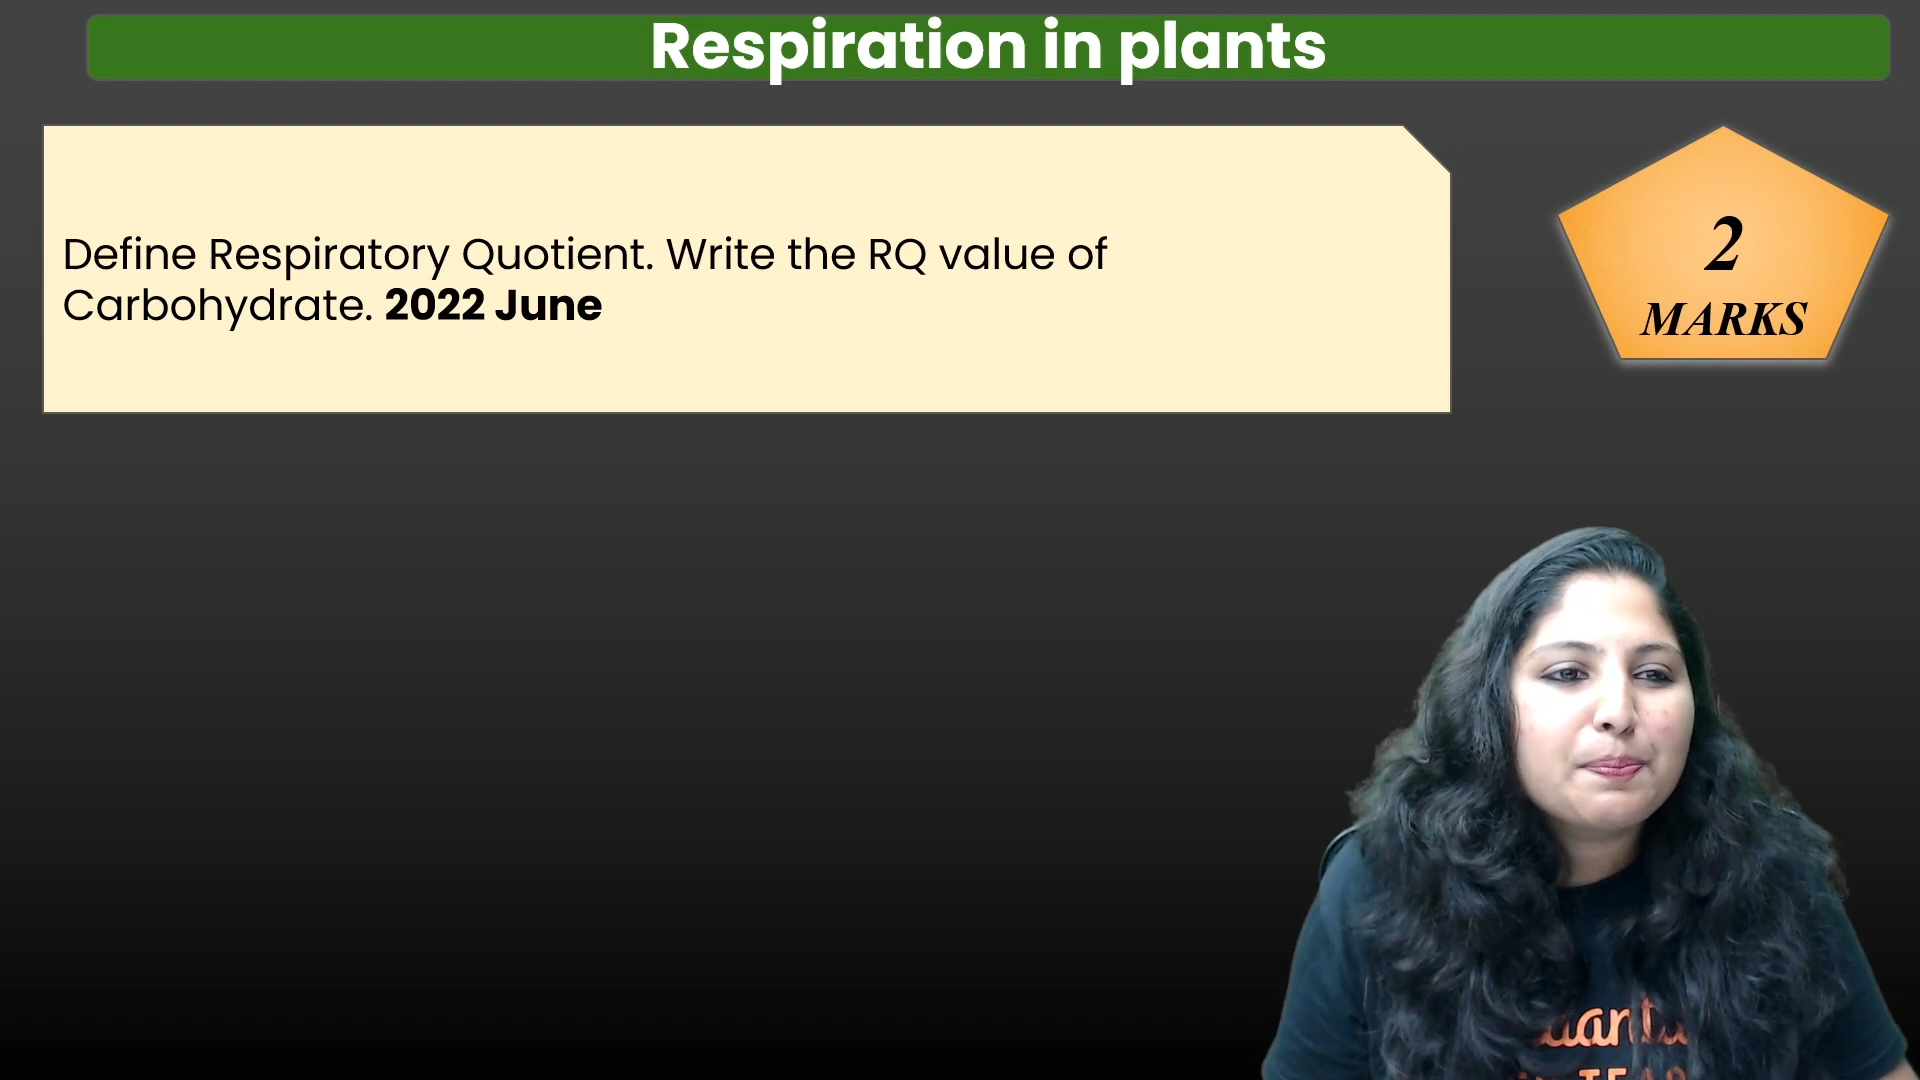 Respiration in plants
Define Respiratory Quotient. Write the RQ value of
Carbohydrate. 2022 June
2
MARKS